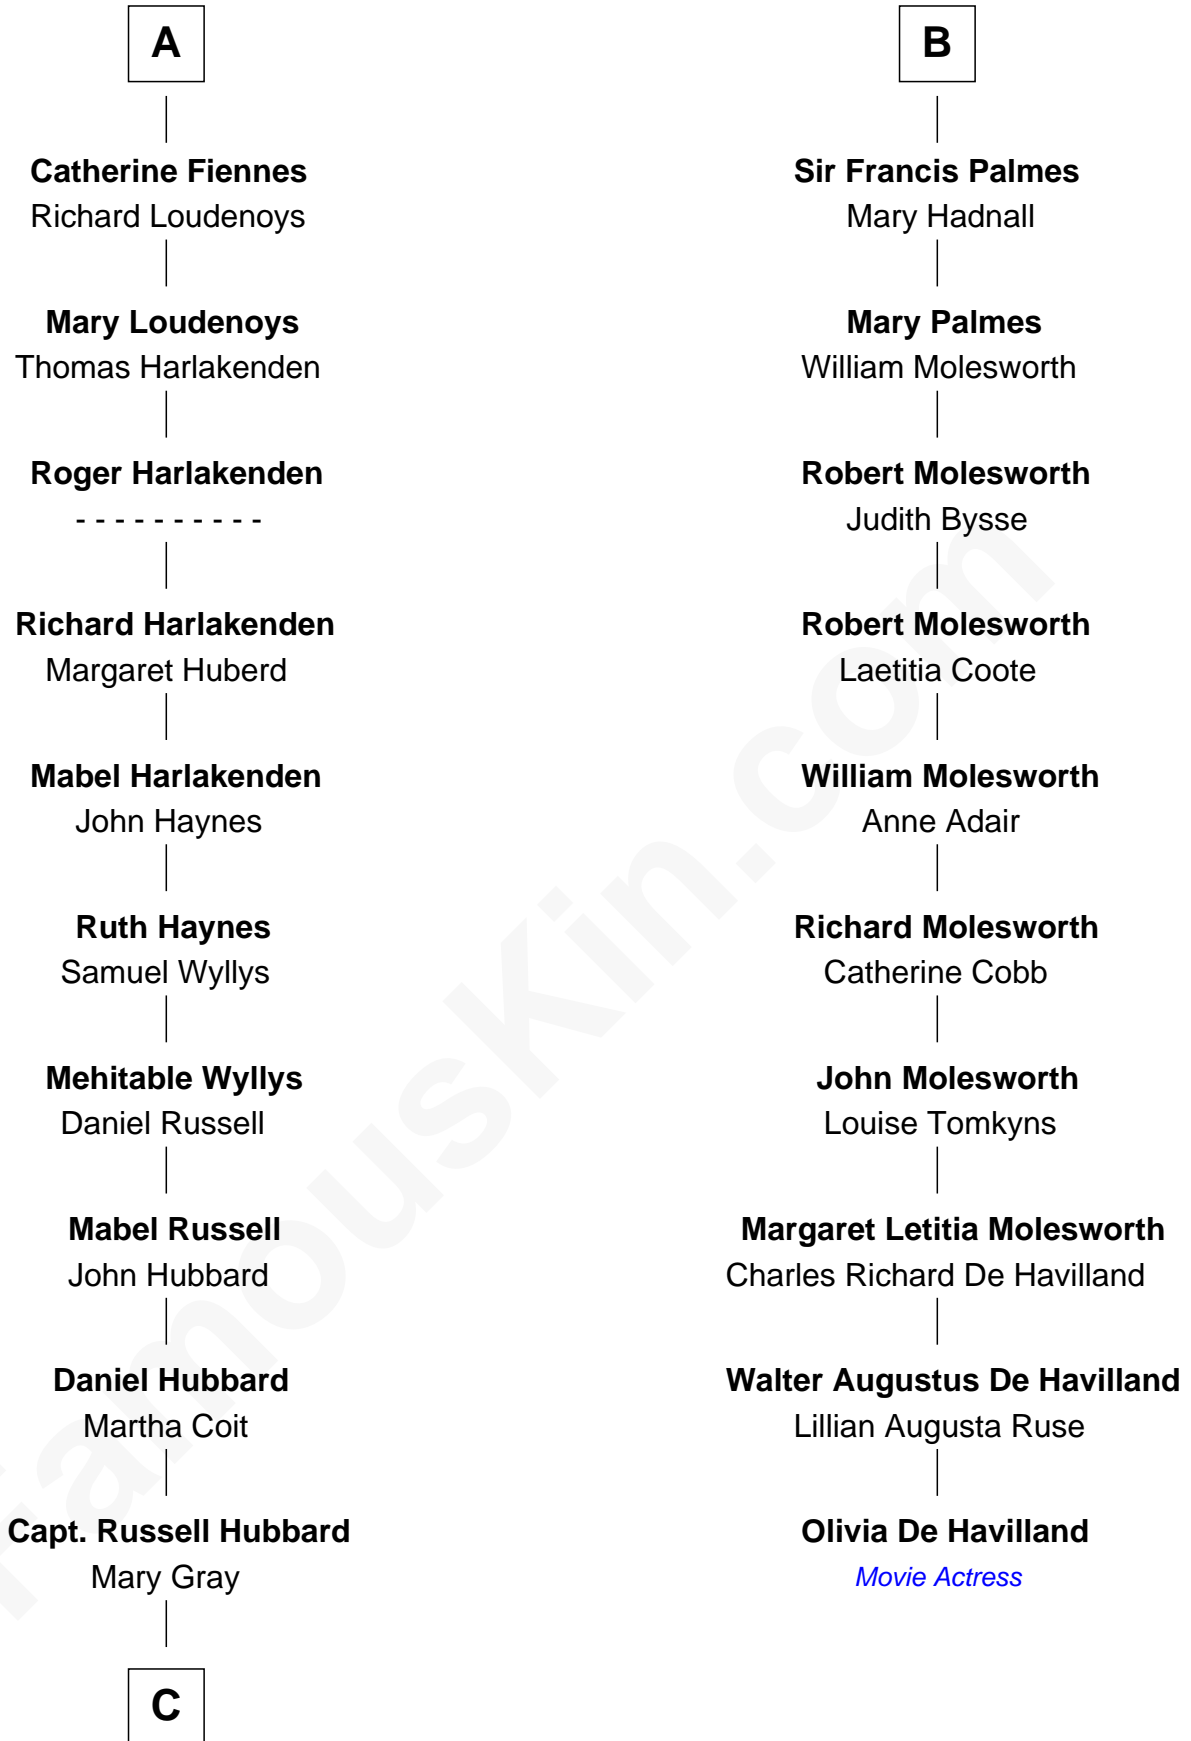 A
Catherine Fiennes
Richard Loudenoys
Mary Loudenoys
Thomas Harlakenden
Roger Harlakenden
- - - - - - - - - -
Richard Harlakenden
Margaret Huberd
Mabel Harlakenden
John Haynes
Ruth Haynes
Samuel Wyllys
Mehitable Wyllys
Daniel Russell
Mabel Russell
John Hubbard
Daniel Hubbard
Martha Coit
Capt. Russell Hubbard
Mary Gray
C
B
Sir Francis Palmes
Mary Hadnall
Mary Palmes
William Molesworth
Robert Molesworth
Judith Bysse
Robert Molesworth
Laetitia Coote
William Molesworth
Anne Adair
Richard Molesworth
Catherine Cobb
John Molesworth
Louise Tomkyns
Margaret Letitia Molesworth
Charles Richard De Havilland
Walter Augustus De Havilland
Lillian Augusta Ruse
Olivia De Havilland
Movie Actress
FamousKin.com